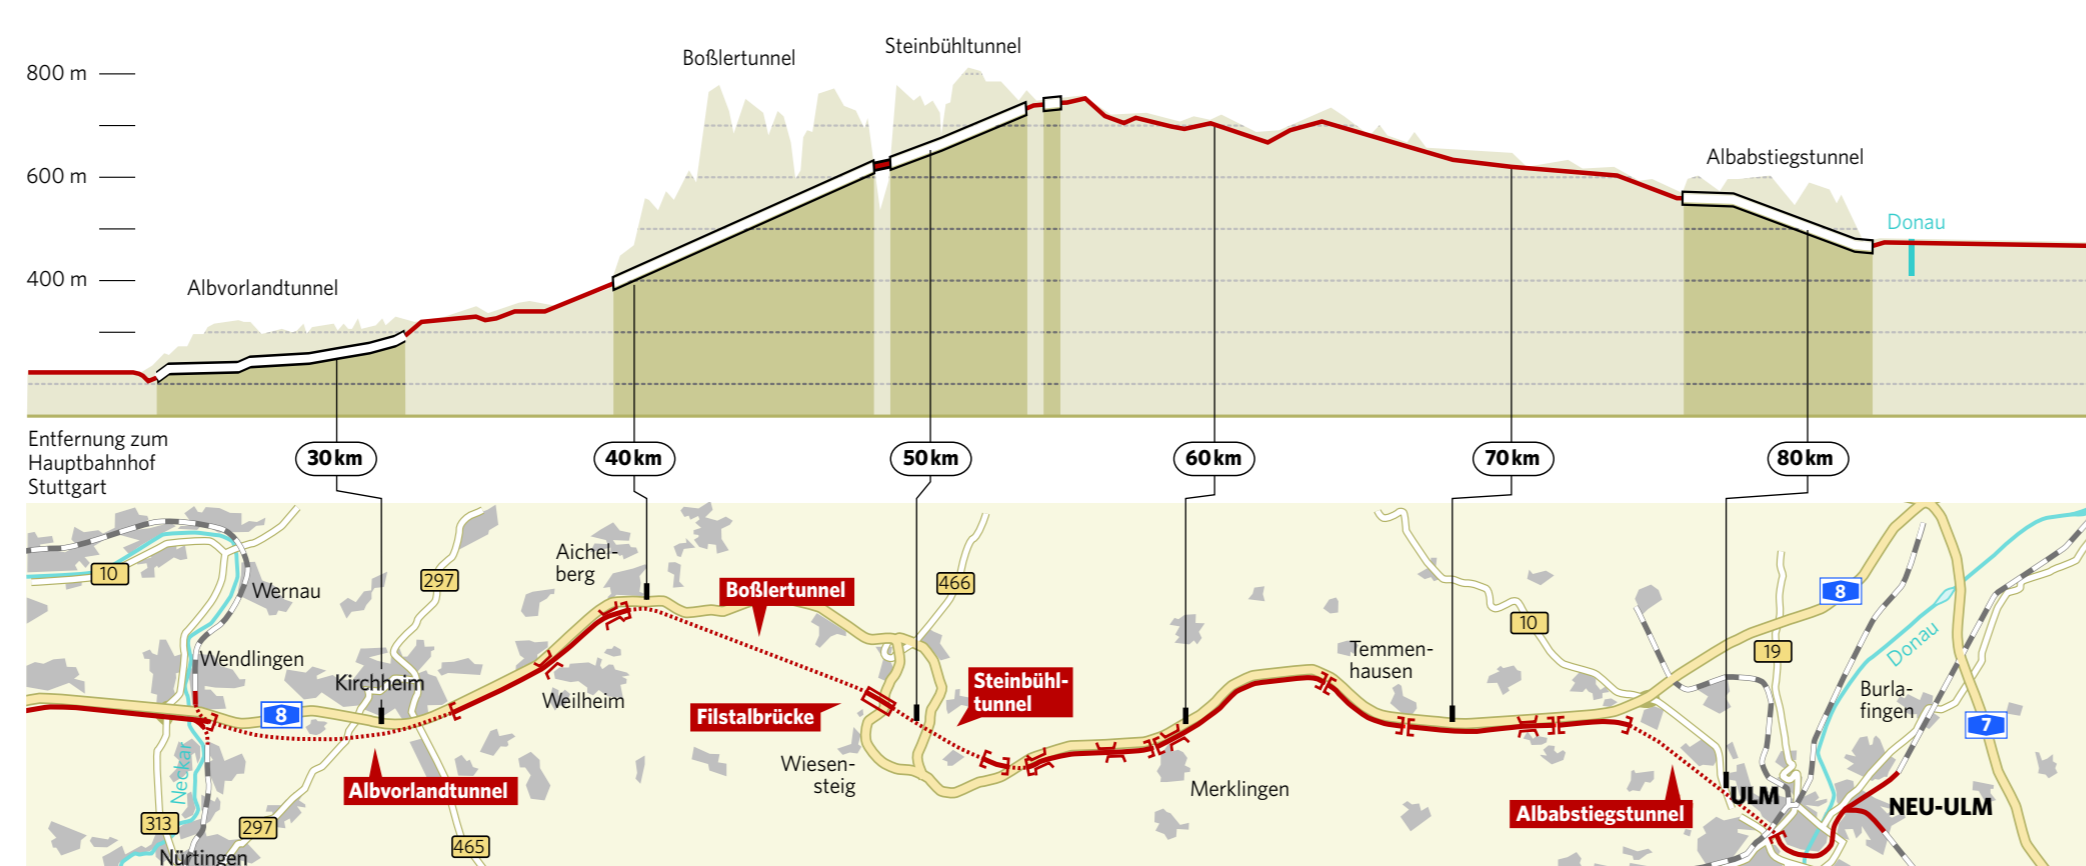 Steinbühltunnel
Boßlertunnel
800 m
600 m
Albabstiegstunnel
Donau
400 m
Albvorlandtunnel
Entfernung zum
Hauptbahnhof
Stuttgart
30 km
40 km
50 km
60 km
70 km
80 km
10
Wernau
297
Aichel-
berg
Boßlertunnel
466
10
8
Wendlingen
Kirchheim
8
Weilheim
Filstalbrücke
Steinbühl-
tunnel
Temmen-
hausen
19
Donau
Burla-
fingen
7
Neckar
Albvorlandtunnel
Wiesen-
steig
Merklingen
Albabstiegstunnel
ULM
NEU-ULM
313
297
465
Nürtingen